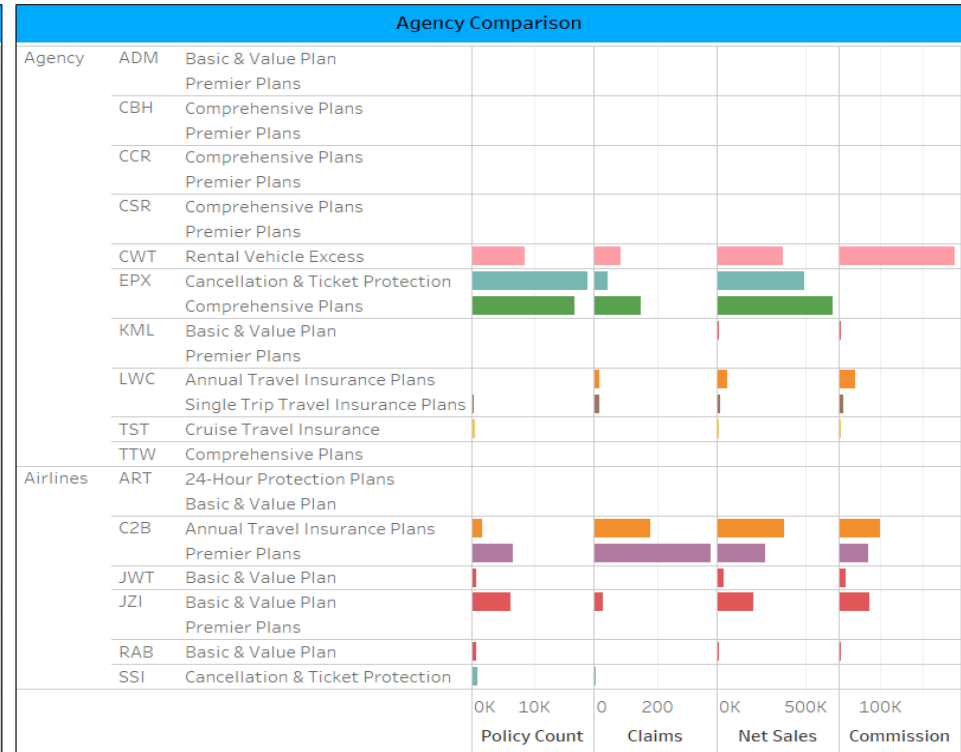 Agency Comparison
Agency ADM Basic & Value Plan
Premier Plans
CBH Comprehensive Plans
Premier Plans
CCR Comprehensive Plans
Premier Plans
CSR Comprehensive Plans
Premier Plans
CWT Rental Vehicle Excess
EPX Cancellation & Ticket Protection
Comprehensive Plans
KML Basic & Value Plan
Premier Plans
LWC Annual Travel Insurance Plans
Single Trip Travel Insurance Plans
TST Cruise Travel Insurance
TTW Comprehensive Plans
Airlines ART 24-Hour Protection Plans
Basic & Value Plan
C2B Annual Travel Insurance Plans
Premier Plans
JWT Basic & Value Plan
JZI Basic & Value Plan
Premier Plans
RAB Basic & Value Plan
SSI Cancellation & Ticket Protection
0K 10K 0 200 0K 500K 100K
Policy Count Claims Net Sales Commission